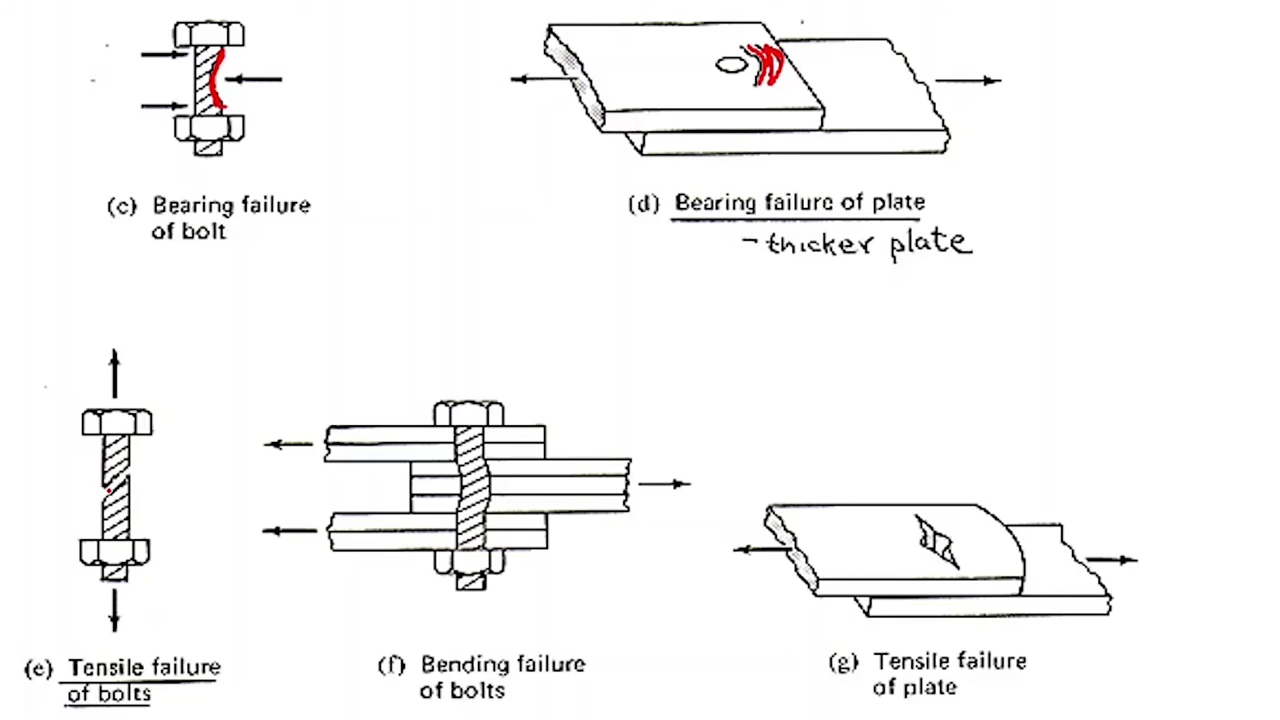 (c) Bearing failure
of bolt
(d) Bearing failure of plate
- thicker plate
(e) Tensile failure
of bolts
(f) Bending failure
of bolts
(g) Tensile failure
of plate